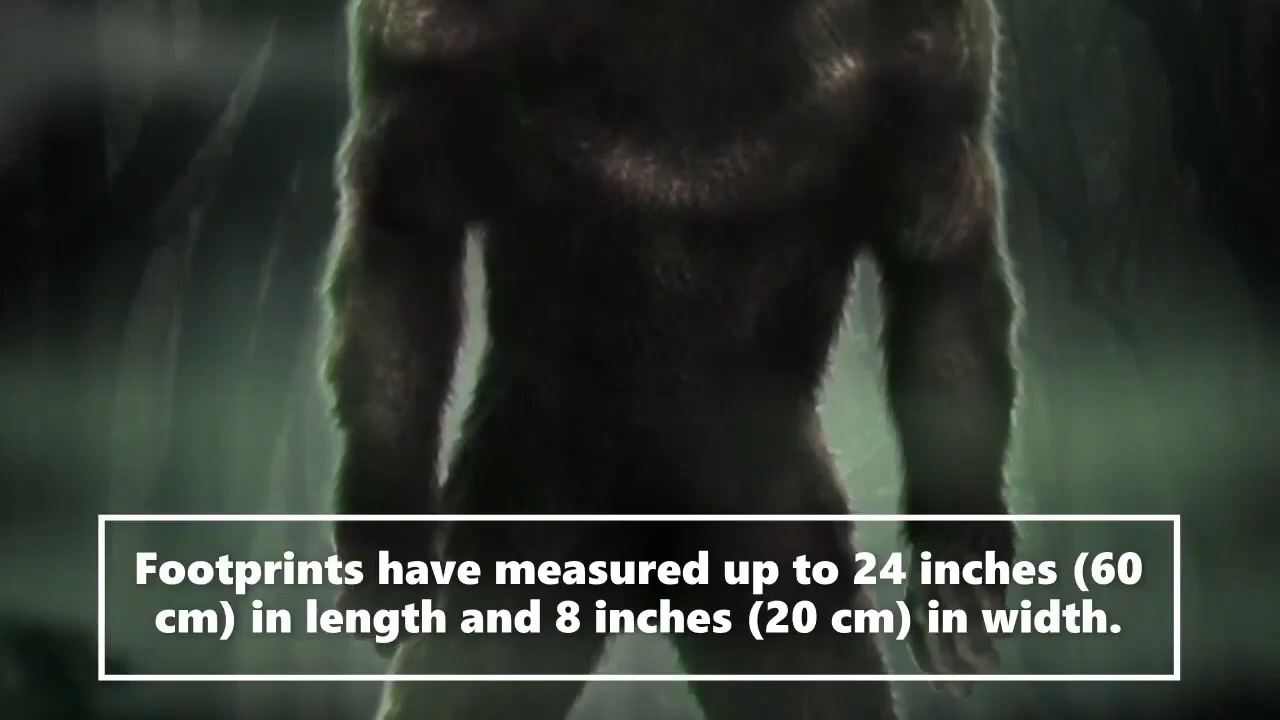 Footprints have measured up to 24 inches (60
cm) in length and 8 inches (20 cm) in width.